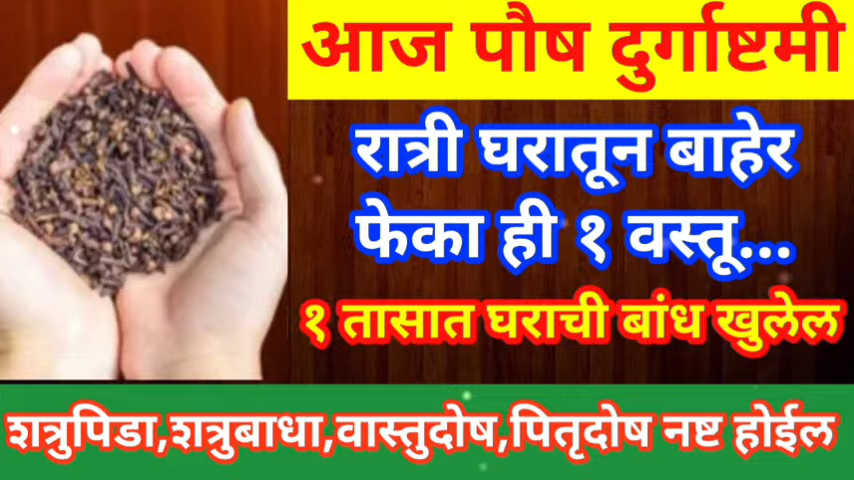 आज पौष दुर्गाष्टमी
रात्री घरातून बाहेर
फेका ही १ वस्तू...
१ तासात घराची बांध खुलेल
शत्रुपिडा,शत्रुबाधा,वास्तुदोष,पितृदोष नष्ट होईल